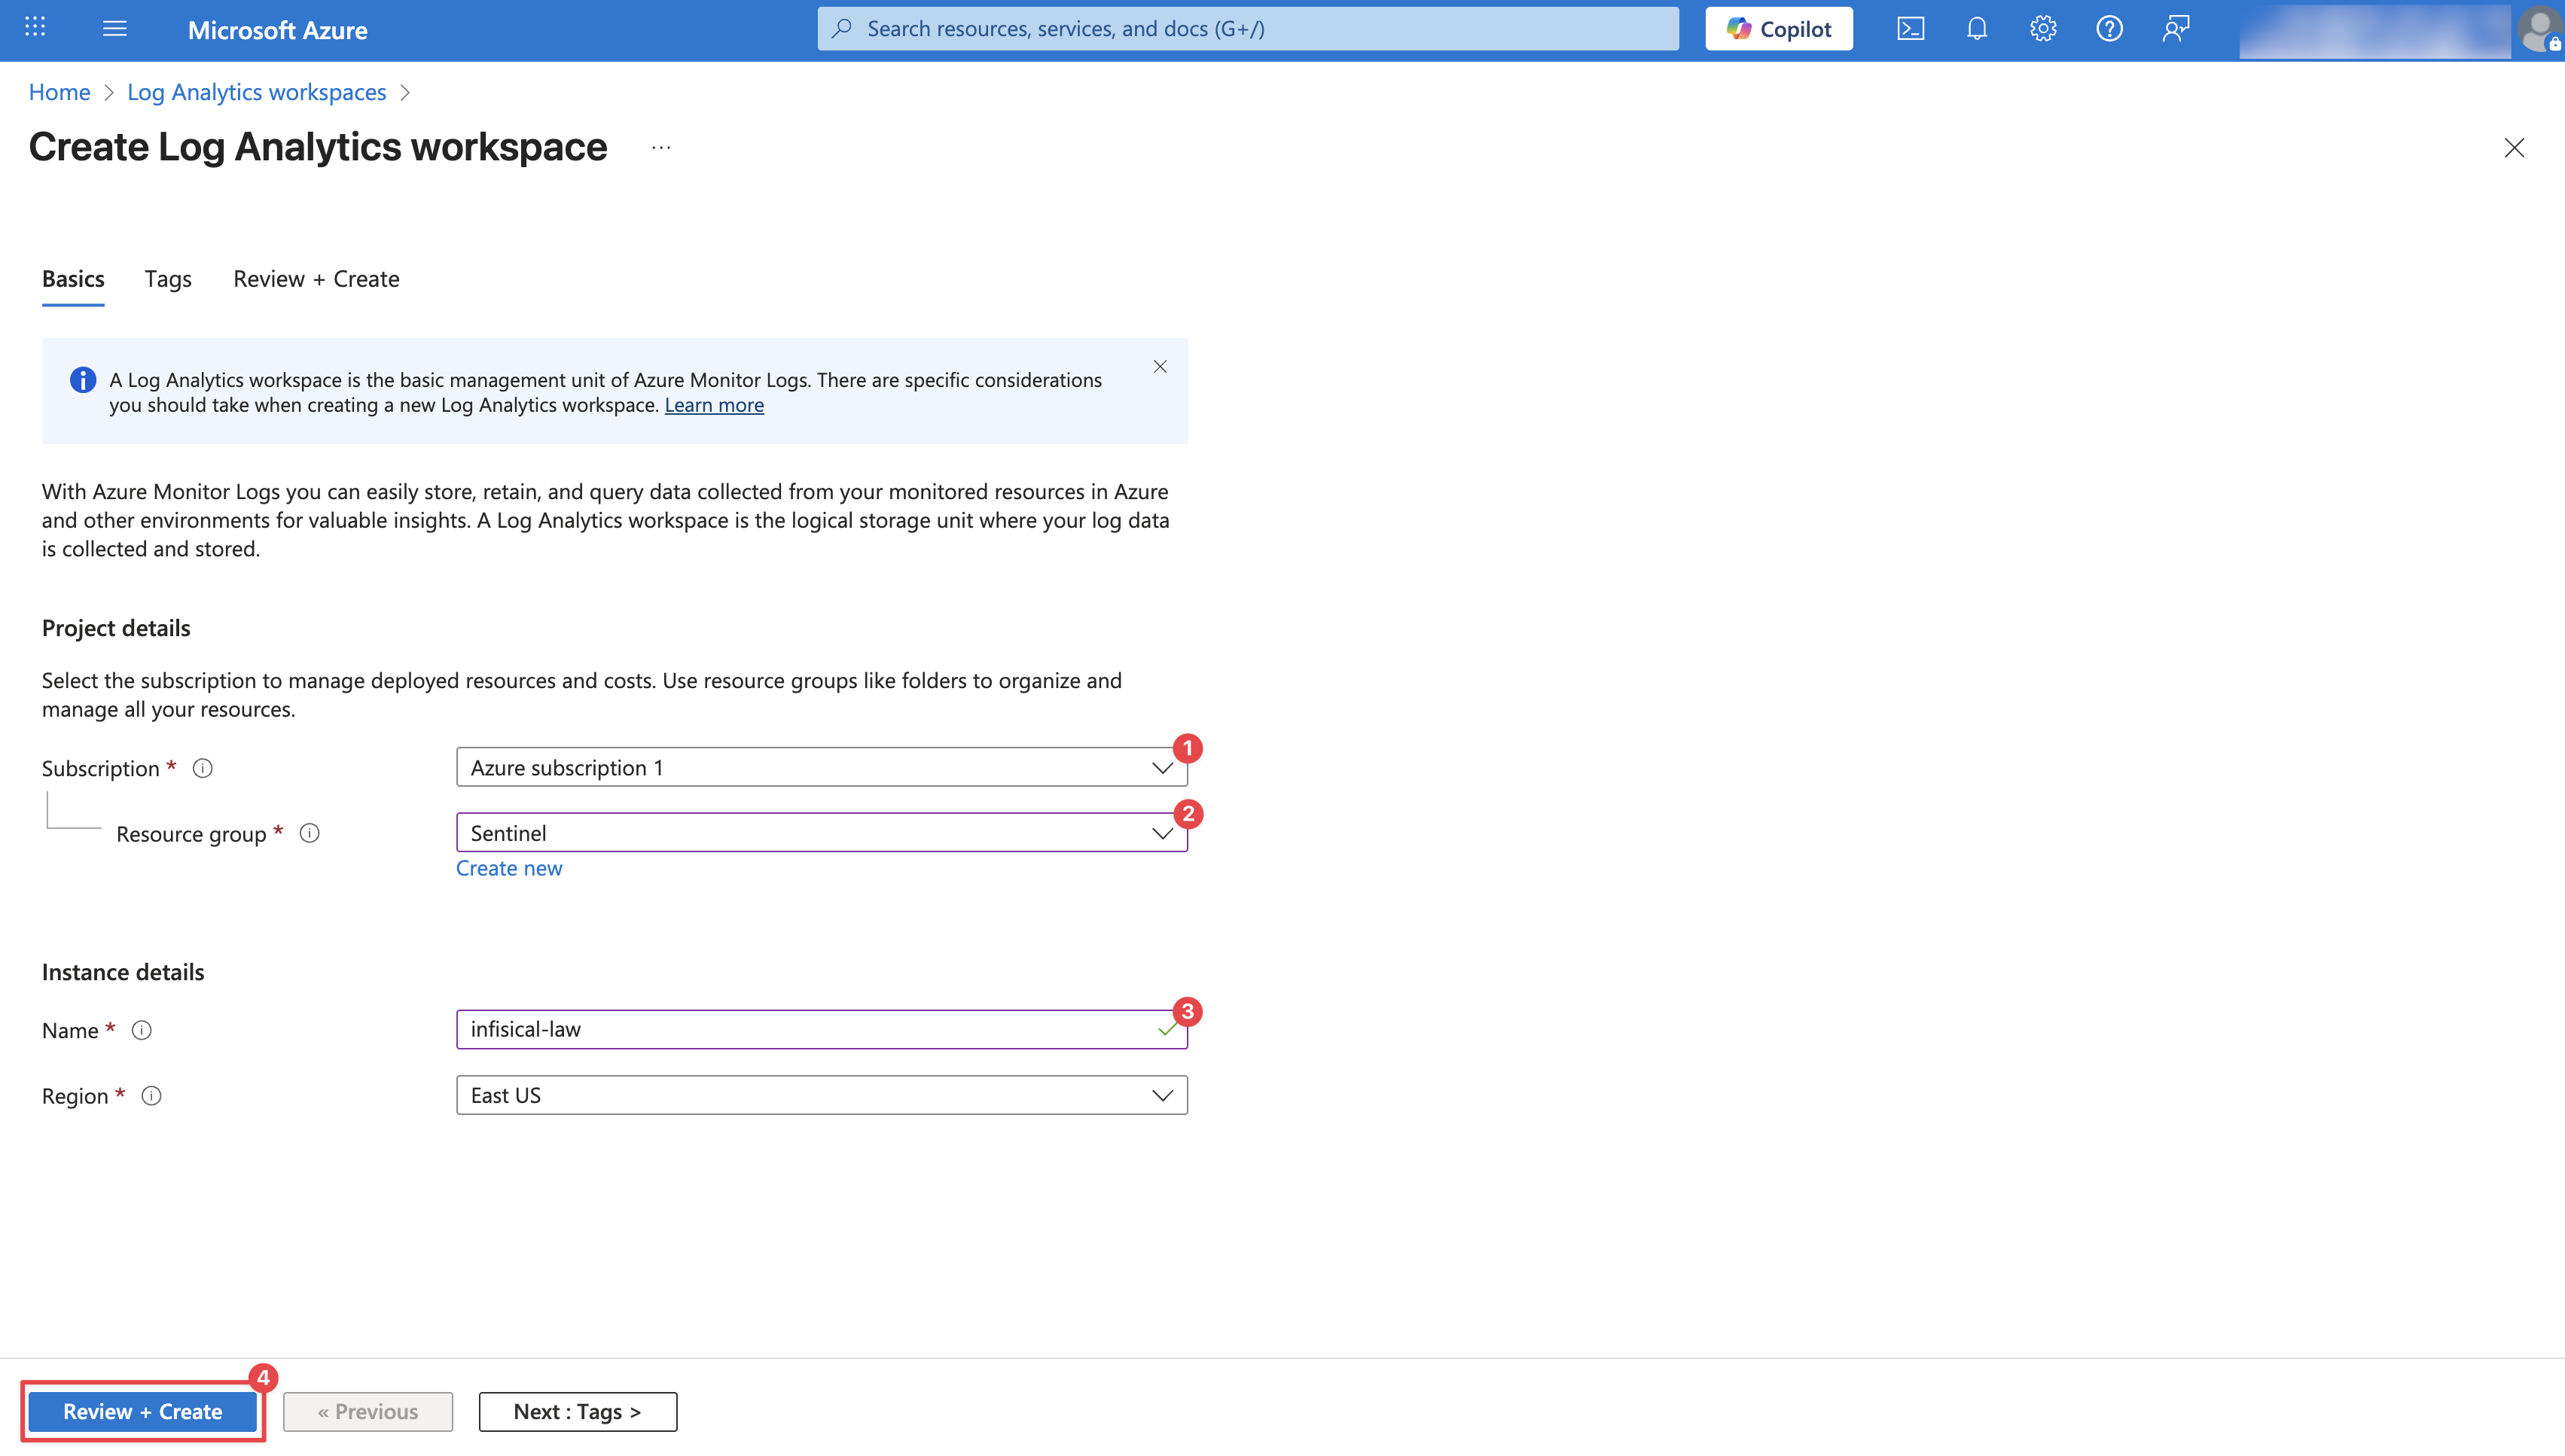 Microsoft Azure
Search resources, services, and docs (G+/)
Copilot
Home > Log Analytics workspaces >
Create Log Analytics workspace ...
Basics Tags Review + Create
A Log Analytics workspace is the basic management unit of Azure Monitor Logs. There are specific considerations
you should take when creating a new Log Analytics workspace. Learn more
With Azure Monitor Logs you can easily store, retain, and query data collected from your monitored resources in Azure
and other environments for valuable insights. A Log Analytics workspace is the logical storage unit where your log data
is collected and stored.
Project details
Select the subscription to manage deployed resources and costs. Use resource groups like folders to organize and
manage all your resources.
Subscription * Azure subscription 1 1
Resource group * Sentinel 2
Create new
Instance details
Name * infisical-law 3
Region * East US
4
Review + Create « Previous Next : Tags >